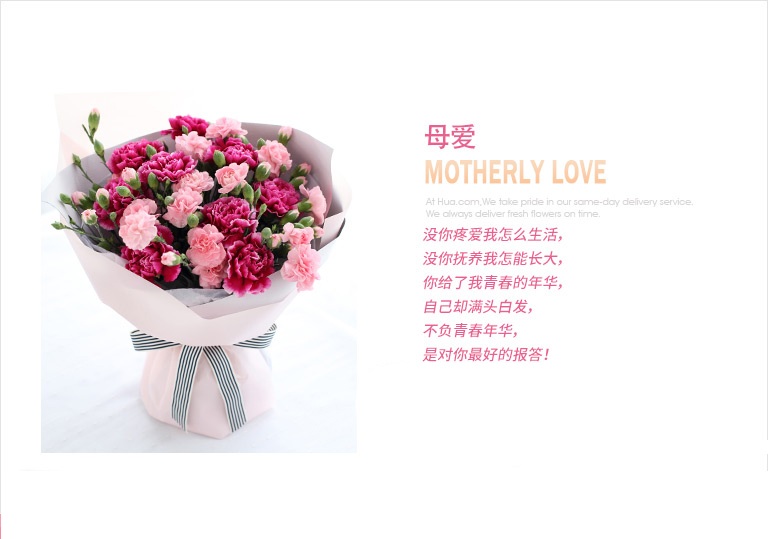 母爱
MOTHERLY LOVE
At Hua.com,We take pride in our same-day delivery service.
We always deliver fresh flowers on time.
没你疼爱我怎么生活，
没你抚养我怎能长大，
你给了我青春的年华，
自己却满头白发，
不负青春年华，
是对你最好的报答！